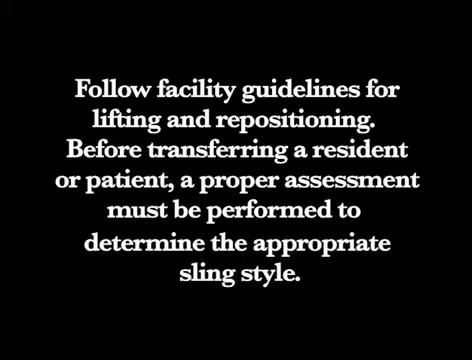 Follow facility guidelines for
lifting and repositioning.
Before transferring a resident
or patient, a proper assessment
must be performed to
determine the appropriate
sling style.